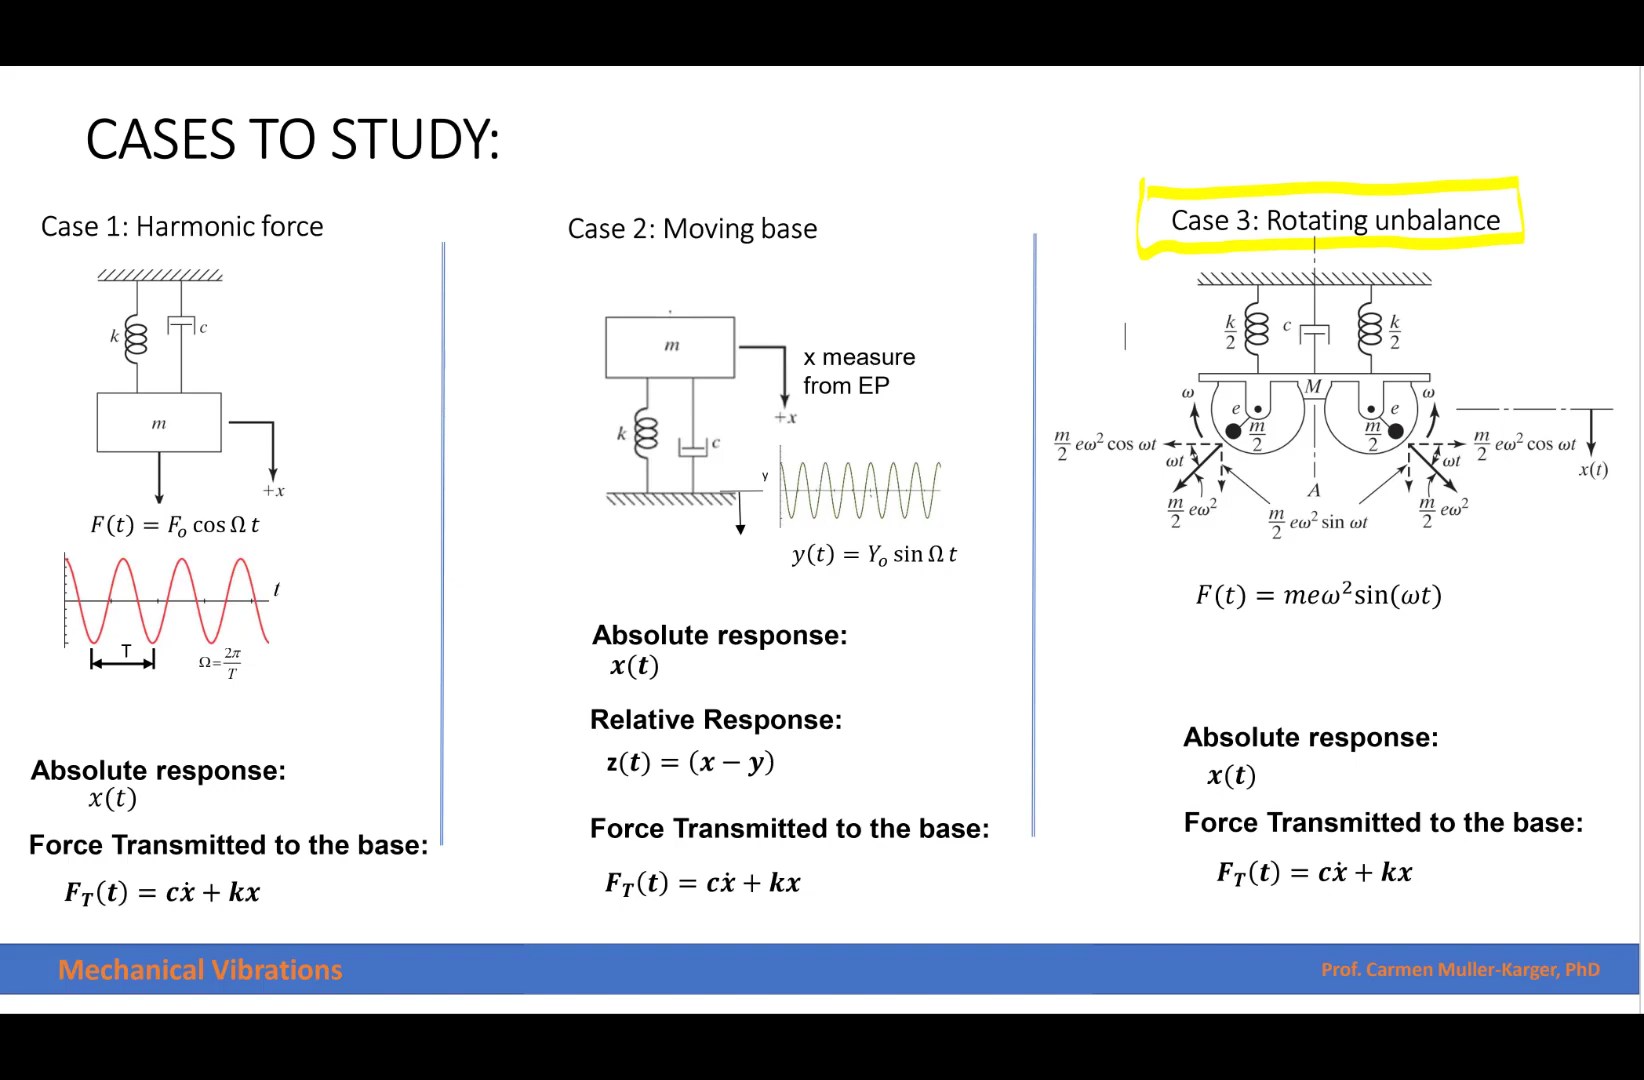 CASES TO STUDY:
Case 1: Harmonic force
k
c
m
+x
F(t) = Fₒ cos Ω t
t
T
Ω = 2π/T
Absolute response:
x(t)
Force Transmitted to the base:
F_T(t) = cẋ + kx
Case 2: Moving base
m
x measure
from EP
+x
k
c
y
y(t) = Yₒ sin Ω t
Absolute response:
x(t)
Relative Response:
z(t) = (x − y)
Force Transmitted to the base:
F_T(t) = cẋ + kx
Case 3: Rotating unbalance
k/2 c k/2
ω M ω
e e
m/2 m/2
m/2 eω² cos ωt m/2 eω² cos ωt
ωt ωt x(t)
A
m/2 eω² m/2 eω² sin ωt m/2 eω²
F(t) = meω²sin(ωt)
Absolute response:
x(t)
Force Transmitted to the base:
F_T(t) = cẋ + kx
Mechanical Vibrations
Prof. Carmen Muller-Karger, PhD